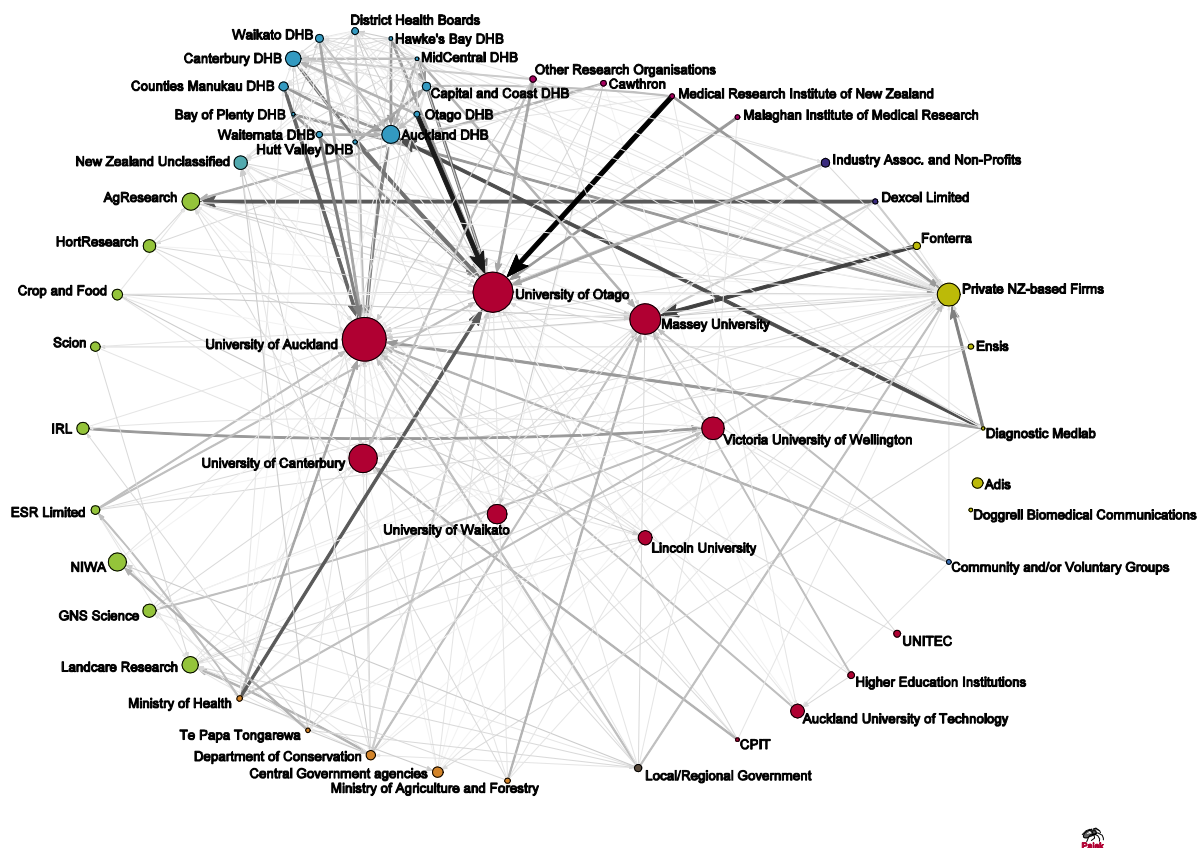 District Health Boards
Waikato DHB
Hawke's Bay DHB
Canterbury DHB
MidCentral DHB
Other Research Organisations
Cawthron
Counties Manukau DHB
Capital and Coast DHB
Medical Research Institute of New Zealand
Bay of Plenty DHB
Otago DHB
Malaghan Institute of Medical Research
Waitemata DHB
Auckland DHB
Hutt Valley DHB
New Zealand Unclassified
Industry Assoc. and Non-Profits
AgResearch
Dexcel Limited
HortResearch
Fonterra
Crop and Food
University of Otago
Private NZ-based Firms
Massey University
Scion
University of Auckland
Ensis
IRL
Victoria University of Wellington
Diagnostic Medlab
University of Canterbury
Adis
ESR Limited
Doggrell Biomedical Communications
University of Waikato
Lincoln University
NIWA
Community and/or Voluntary Groups
GNS Science
UNITEC
Landcare Research
Higher Education Institutions
Ministry of Health
Auckland University of Technology
Te Papa Tongarewa
CPIT
Department of Conservation
Central Government agencies
Local/Regional Government
Ministry of Agriculture and Forestry
Pajek